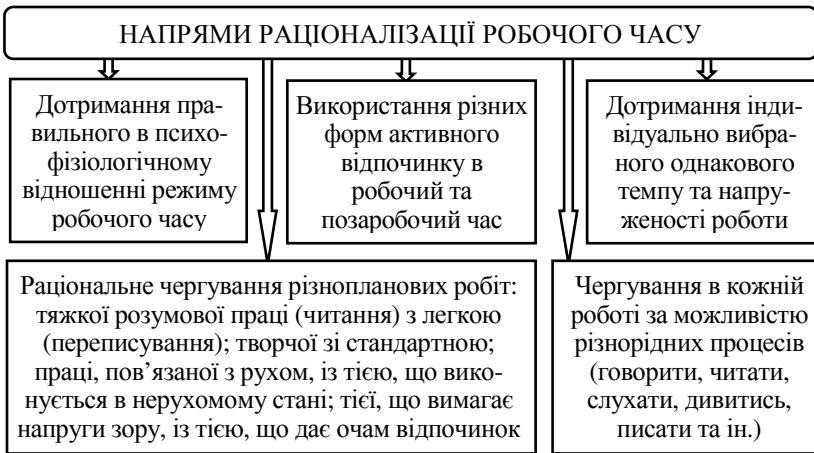 НАПРЯМИ РАЦІОНАЛІЗАЦІЇ РОБОЧОГО ЧАСУ
Дотримання пра-
вильного в психо-
фізіологічному
відношенні режиму
робочого часу
Використання різних
форм активного
відпочинку в
робочий та
позаробочий час
Дотримання інди-
відуально вибра-
ного однакового
темпу та напру-
женості роботи
Раціональне чергування різнопланових робіт:
тяжкої розумової праці (читання) з легкою
(переписування); творчої зі стандартною;
праці, пов’язаної з рухом, із тією, що вико-
нується в нерухомому стані; тієї, що вимагає
напруги зору, із тією, що дає очам відпочинок
Чергування в кожній
роботі за можливістю
різнорідних процесів
(говорити, читати,
слухати, дивитись,
писати та ін.)